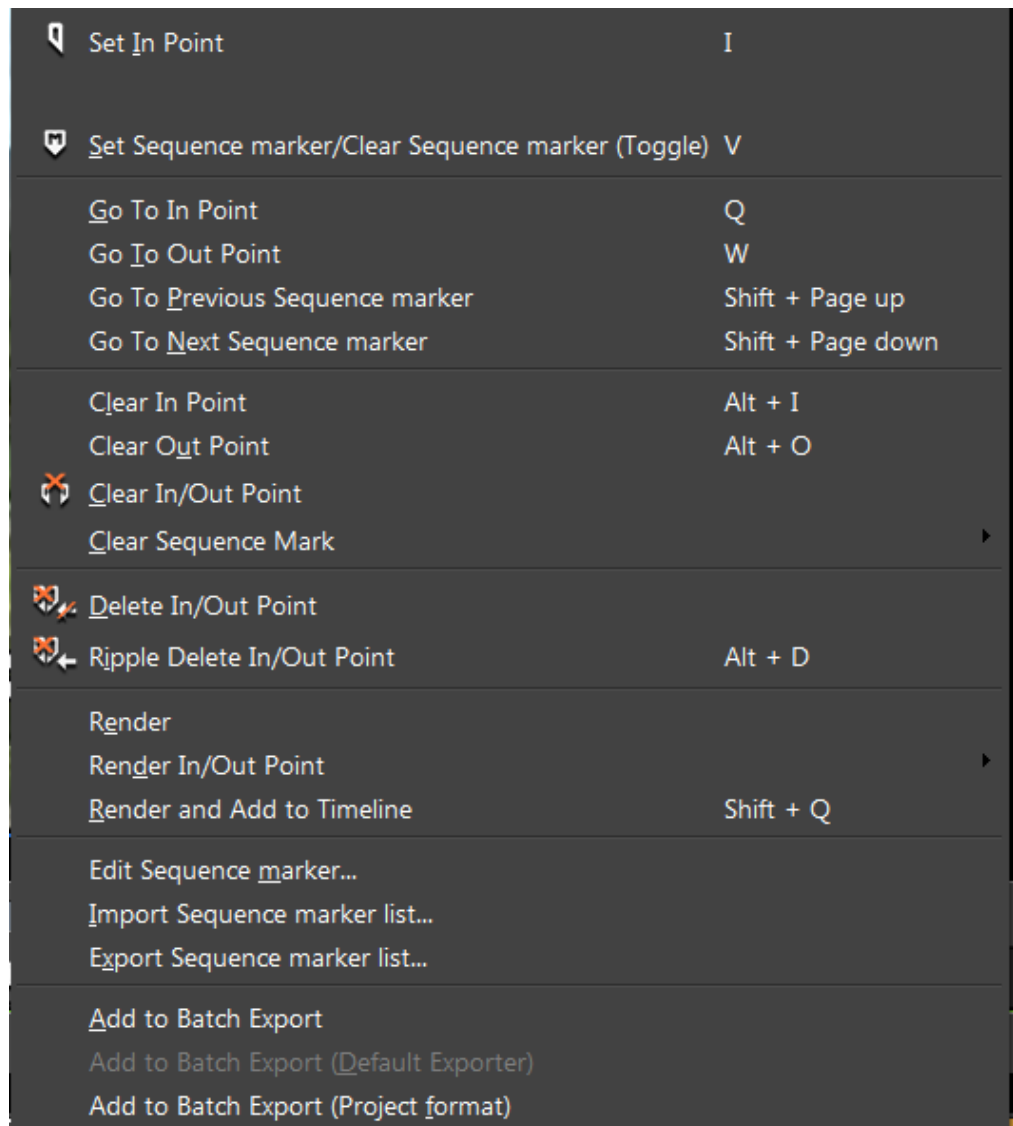 Set In Point I
Set Sequence marker/Clear Sequence marker (Toggle) V
Go To In Point Q
Go To Out Point W
Go To Previous Sequence marker Shift + Page up
Go To Next Sequence marker Shift + Page down
Clear In Point Alt + I
Clear Out Point Alt + O
Clear In/Out Point
Clear Sequence Mark
Delete In/Out Point
Ripple Delete In/Out Point Alt + D
Render
Render In/Out Point
Render and Add to Timeline Shift + Q
Edit Sequence marker...
Import Sequence marker list...
Export Sequence marker list...
Add to Batch Export
Add to Batch Export (Default Exporter)
Add to Batch Export (Project format)